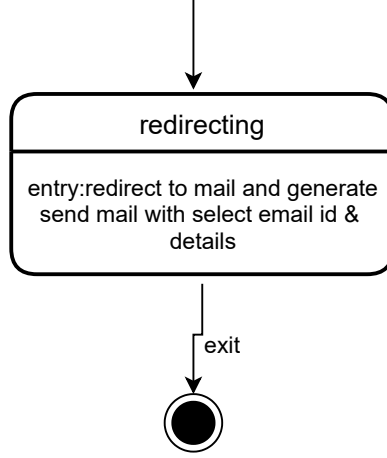 redirecting
entry:redirect to mail and generate
send mail with select email id &
details
exit